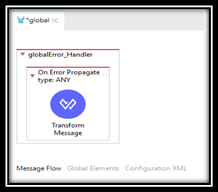 *global
globalError_Handler
On Error Propagate
type: ANY
Transform
Message
Message Flow Global Elements Configuration XML